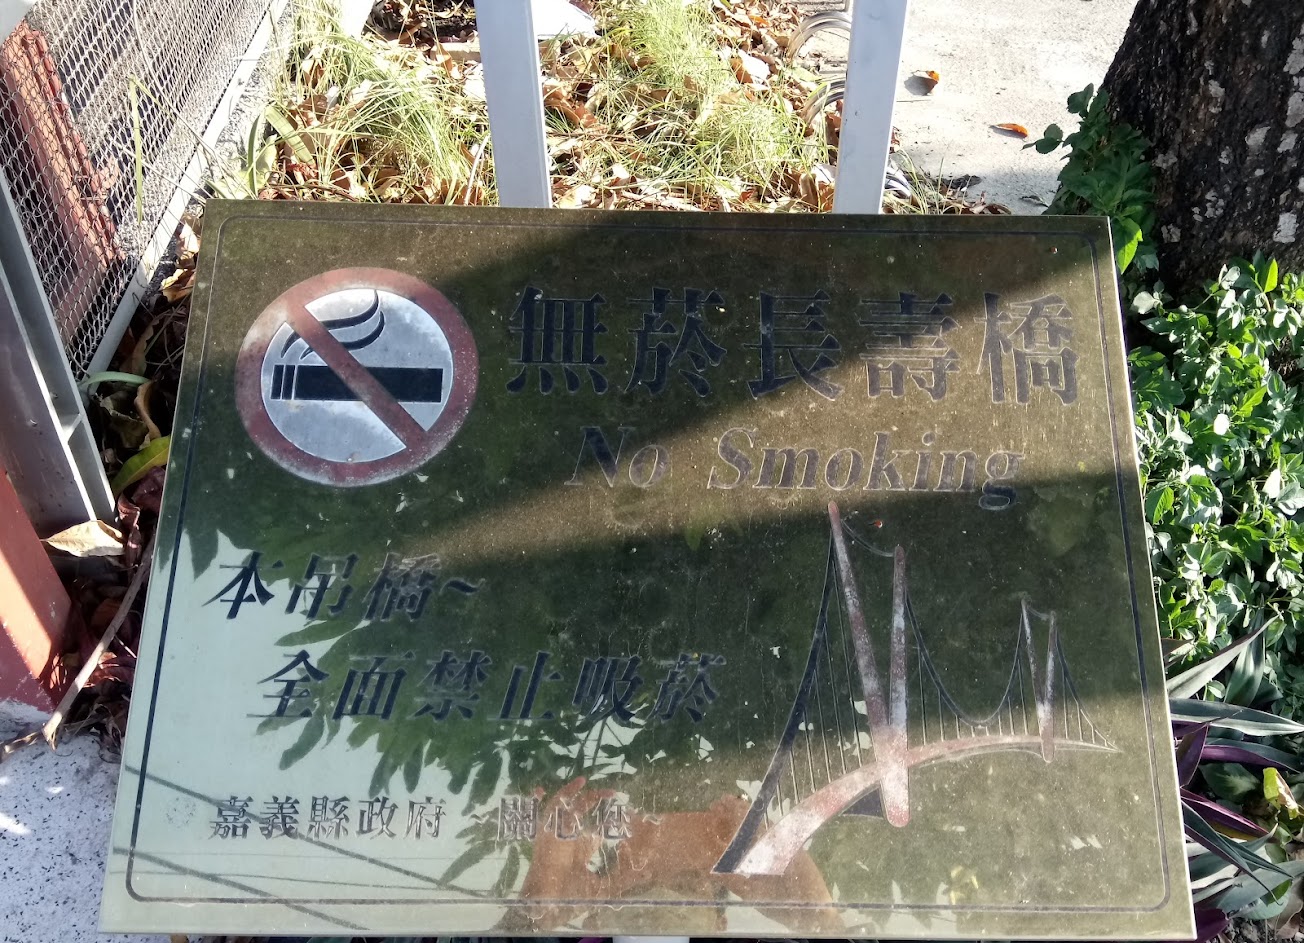 無菸長壽橋
No Smoking
本吊橋~
全面禁止吸菸
嘉義縣政府 ~關心您~